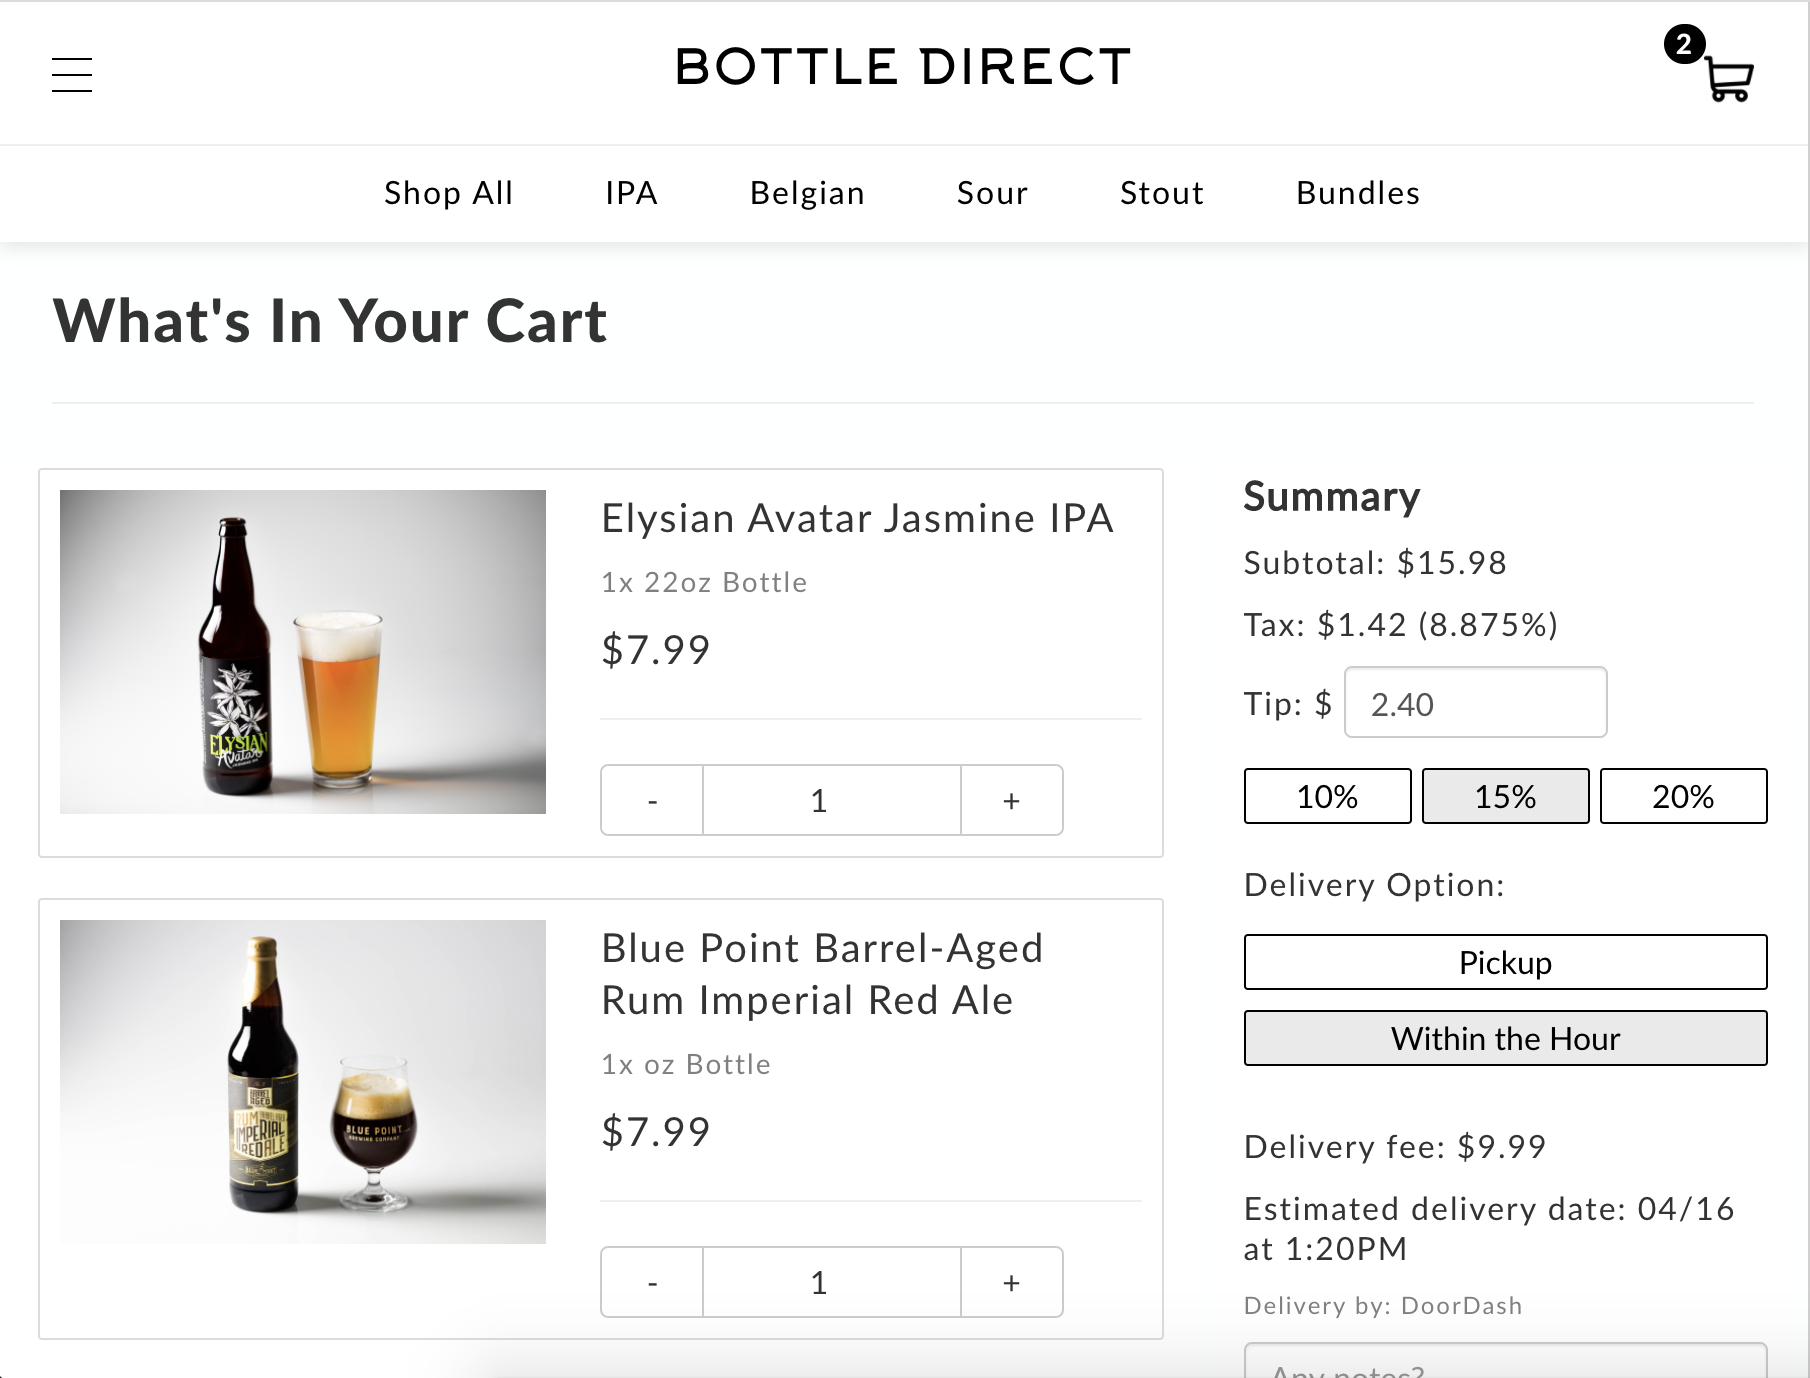 BOTTLE DIRECT
2
Shop All IPA Belgian Sour Stout Bundles
What's In Your Cart
Elysian Avatar Jasmine IPA
1x 22oz Bottle
$7.99
- 1 +
ELYSIAN
Avatar
Blue Point Barrel-Aged
Rum Imperial Red Ale
1x oz Bottle
$7.99
- 1 +
BARREL
AGED
RUM
IMPERIAL
RED ALE
BLUE POINT
BREWING COMPANY
Summary
Subtotal: $15.98
Tax: $1.42 (8.875%)
Tip: $ 2.40
10% 15% 20%
Delivery Option:
Pickup
Within the Hour
Delivery fee: $9.99
Estimated delivery date: 04/16
at 1:20PM
Delivery by: DoorDash
Any notes?